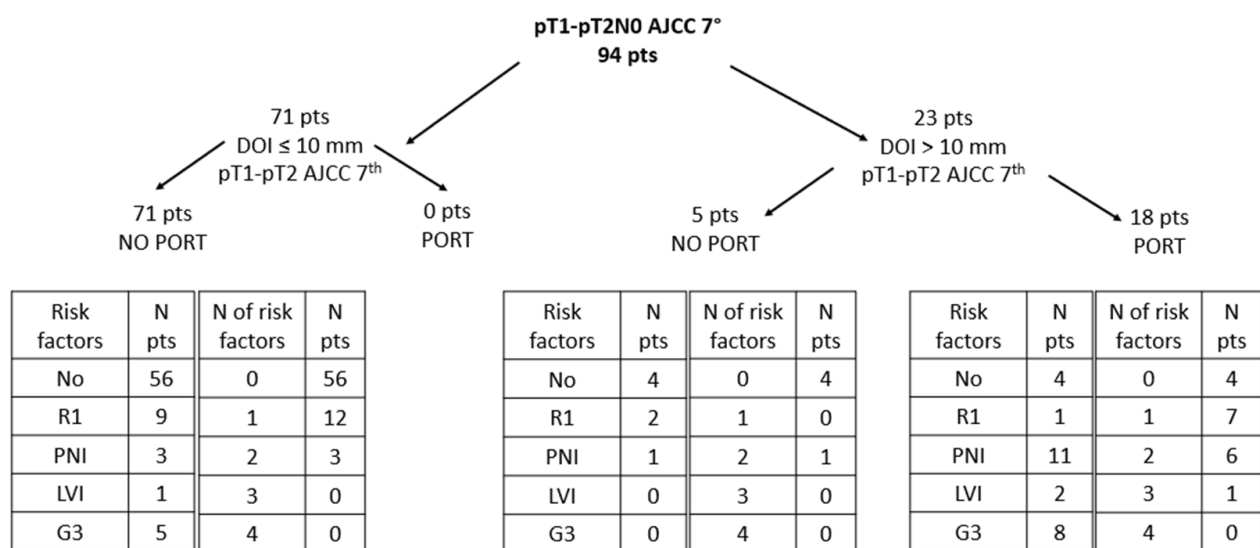 pT1-pT2N0 AJCC 7°
94 pts
71 pts
DOI ≤ 10 mm
pT1-pT2 AJCC 7th
23 pts
DOI > 10 mm
pT1-pT2 AJCC 7th
71 pts
NO PORT
0 pts
PORT
5 pts
NO PORT
18 pts
PORT
Risk factors N pts N of risk factors N pts
No 56 0 56
R1 9 1 12
PNI 3 2 3
LVI 1 3 0
G3 5 4 0
Risk factors N pts N of risk factors N pts
No 4 0 4
R1 2 1 0
PNI 1 2 1
LVI 0 3 0
G3 0 4 0
Risk factors N pts N of risk factors N pts
No 4 0 4
R1 1 1 7
PNI 11 2 6
LVI 2 3 1
G3 8 4 0